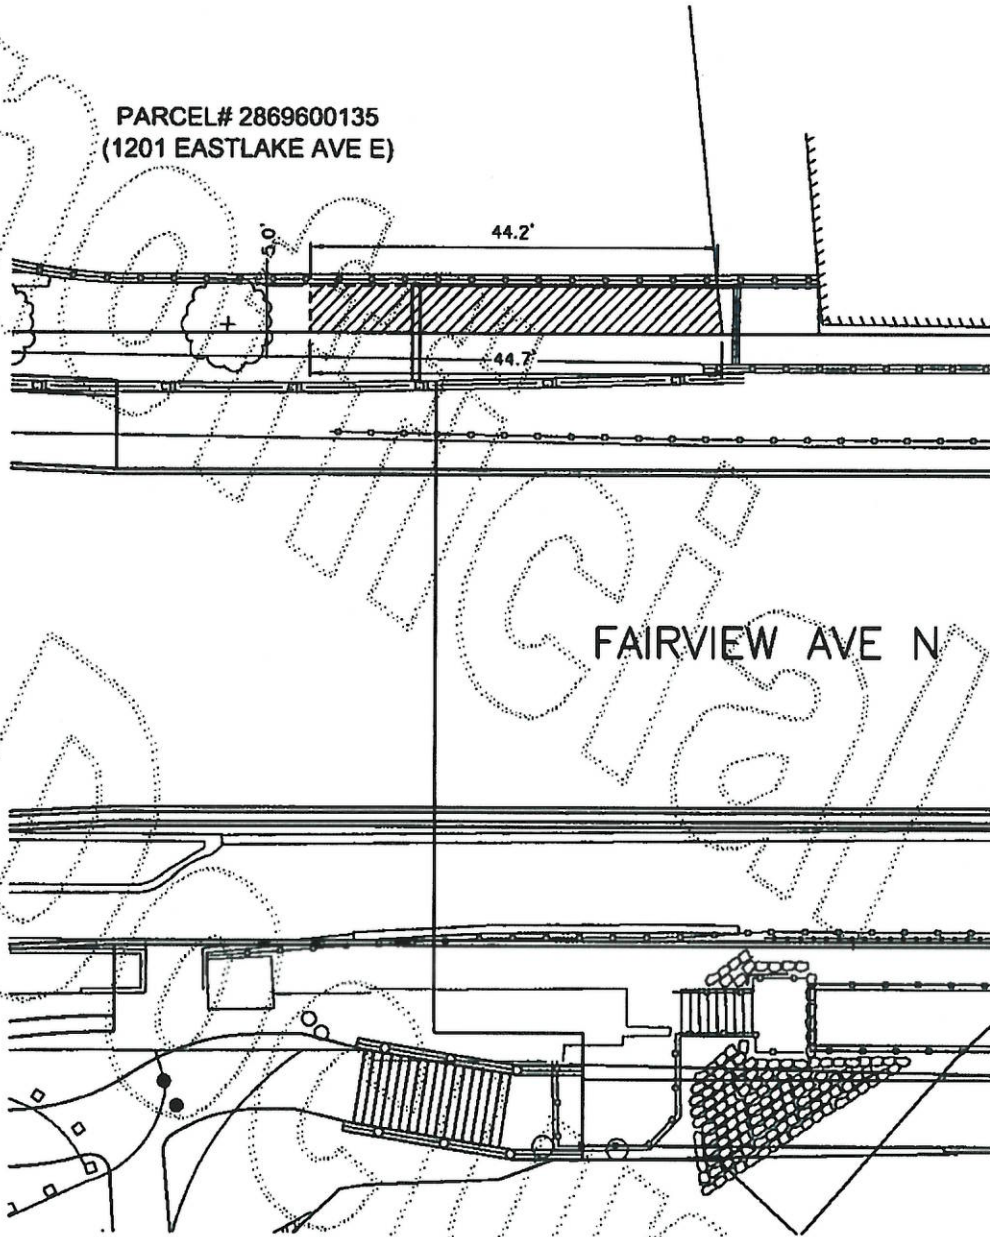 PARCEL# 2869600135
(1201 EASTLAKE AVE E)
5.0'
44.2'
44.7'
FAIRVIEW AVE N